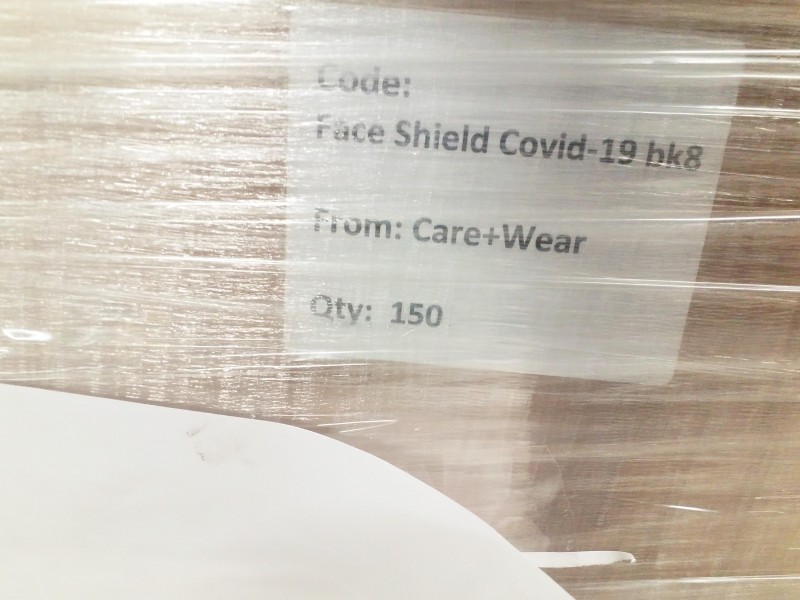 Code:
Face Shield Covid-19 bk8
From: Care+Wear
Qty: 150